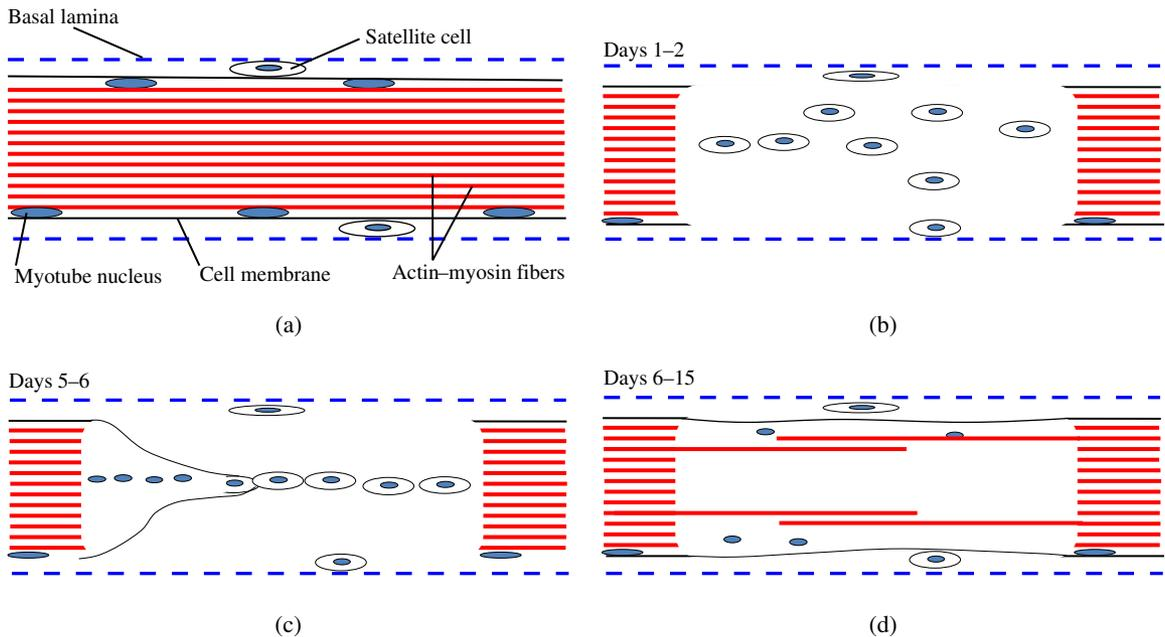 Basal lamina
Satellite cell
Myotube nucleus
Cell membrane
Actin–myosin fibers
(a)
Days 1–2
(b)
Days 5–6
(c)
Days 6–15
(d)